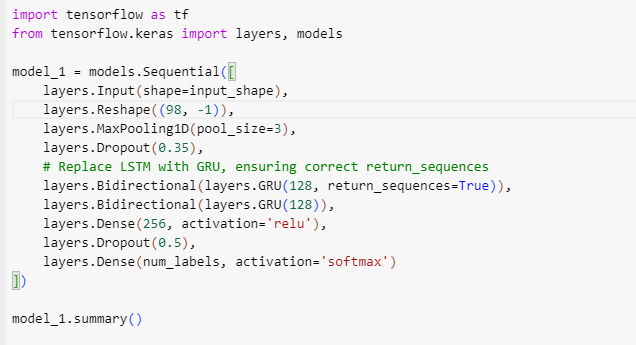 import tensorflow as tf
from tensorflow.keras import layers, models
model_1 = models.Sequential([
    layers.Input(shape=input_shape),
    layers.Reshape((98, -1)),
    layers.MaxPooling1D(pool_size=3),
    layers.Dropout(0.35),
    # Replace LSTM with GRU, ensuring correct return_sequences
    layers.Bidirectional(layers.GRU(128, return_sequences=True)),
    layers.Bidirectional(layers.GRU(128)),
    layers.Dense(256, activation='relu'),
    layers.Dropout(0.5),
    layers.Dense(num_labels, activation='softmax')
])
model_1.summary()